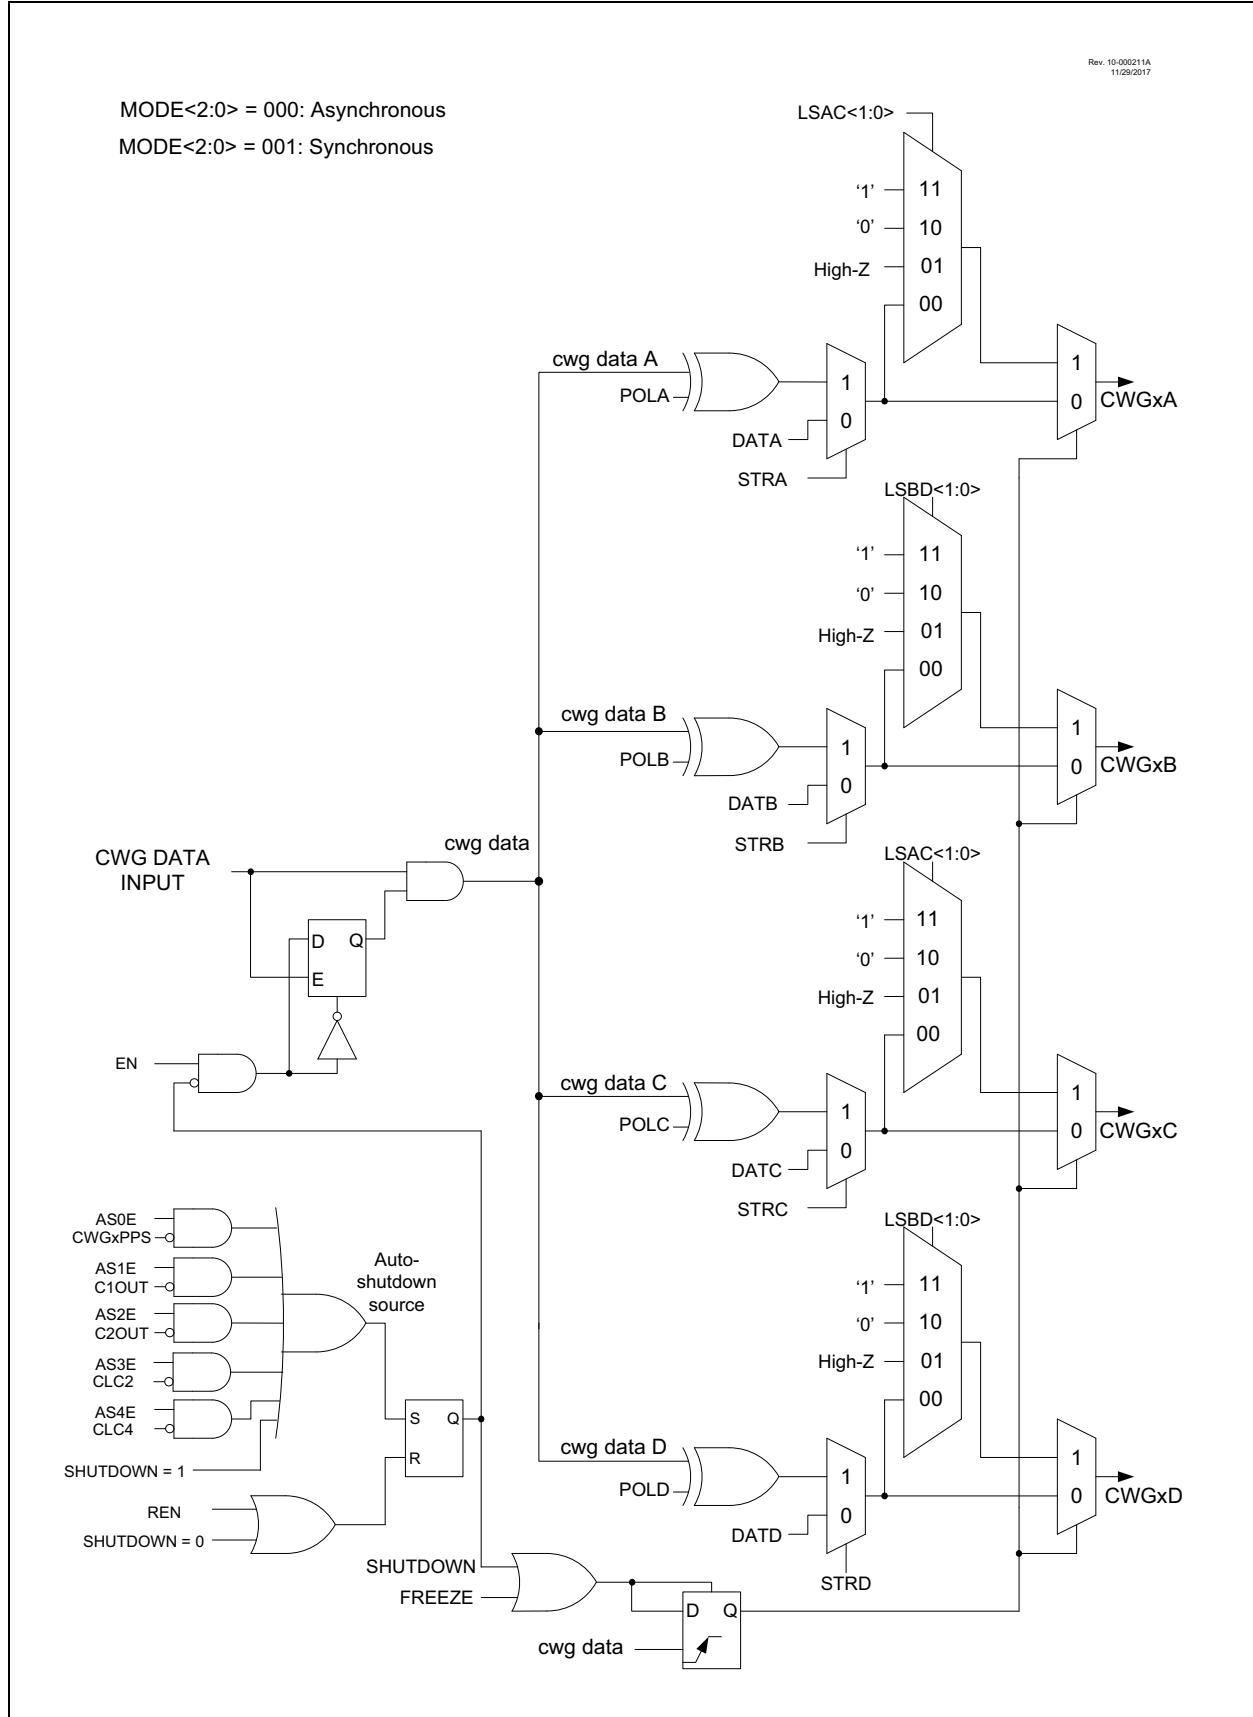 Rev. 10-000211A
11/29/2017
MODE<2:0> = 000: Asynchronous
MODE<2:0> = 001: Synchronous
LSAC<1:0>
'1'
11
'0'
10
High-Z
01
00
cwg data A
POLA
1
0
DATA
STRA
1
0
CWGxA
LSBD<1:0>
'1'
11
'0'
10
High-Z
01
00
cwg data B
POLB
1
0
DATB
STRB
1
0
CWGxB
CWG DATA
INPUT
cwg data
D
Q
E
EN
LSAC<1:0>
'1'
11
'0'
10
High-Z
01
00
cwg data C
POLC
1
0
DATC
STRC
1
0
CWGxC
AS0E
CWGxPPS
AS1E
C1OUT
AS2E
C2OUT
AS3E
CLC2
AS4E
CLC4
SHUTDOWN = 1
Auto-
shutdown
source
S
Q
R
REN
SHUTDOWN = 0
LSBD<1:0>
'1'
11
'0'
10
High-Z
01
00
cwg data D
POLD
1
0
DATD
STRD
1
0
CWGxD
SHUTDOWN
FREEZE
D
Q
cwg data